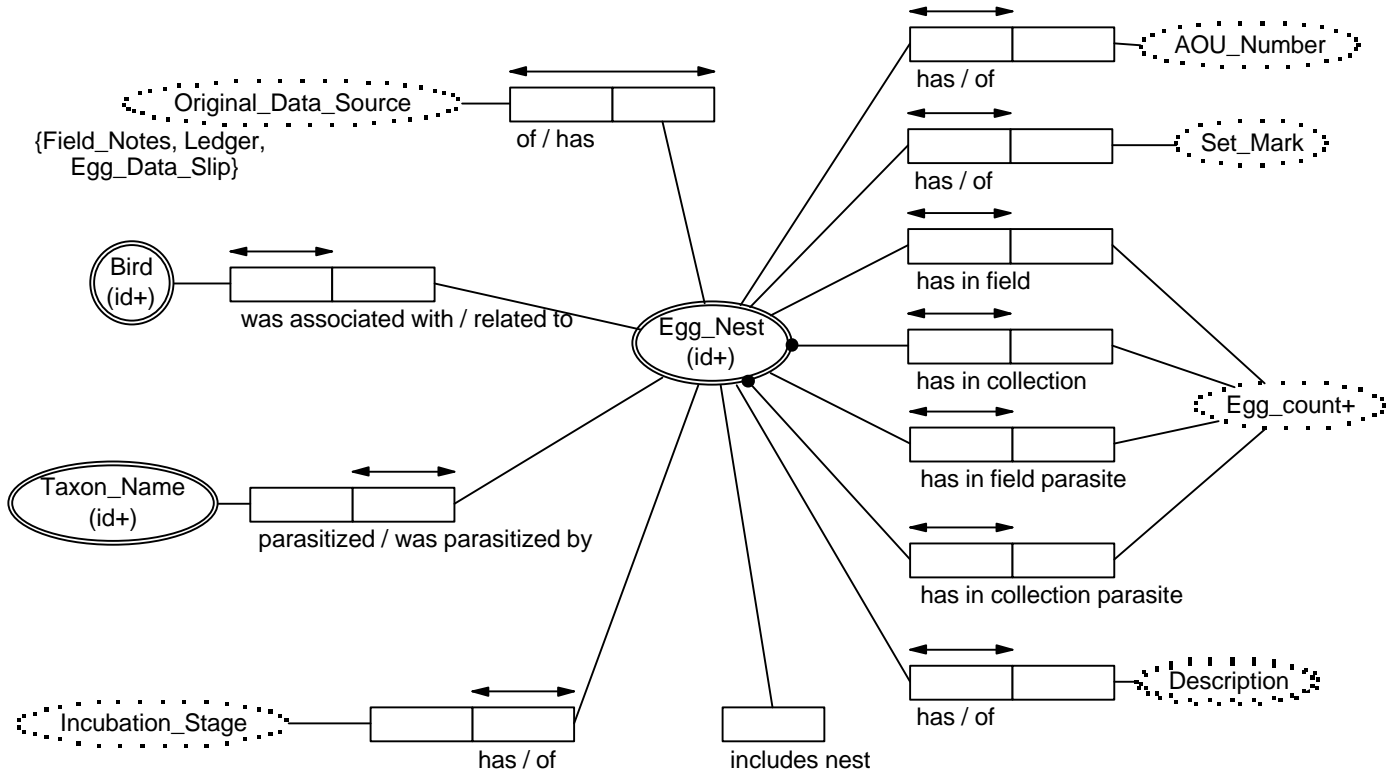 Original_Data_Source
{Field_Notes, Ledger,
Egg_Data_Slip}
of / has
AOU_Number
has / of
Set_Mark
has / of
Bird
(id+)
was associated with / related to
Egg_Nest
(id+)
has in field
has in collection
Egg_count+
has in field parasite
Taxon_Name
(id+)
parasitized / was parasitized by
has in collection parasite
Description
has / of
Incubation_Stage
has / of
includes nest